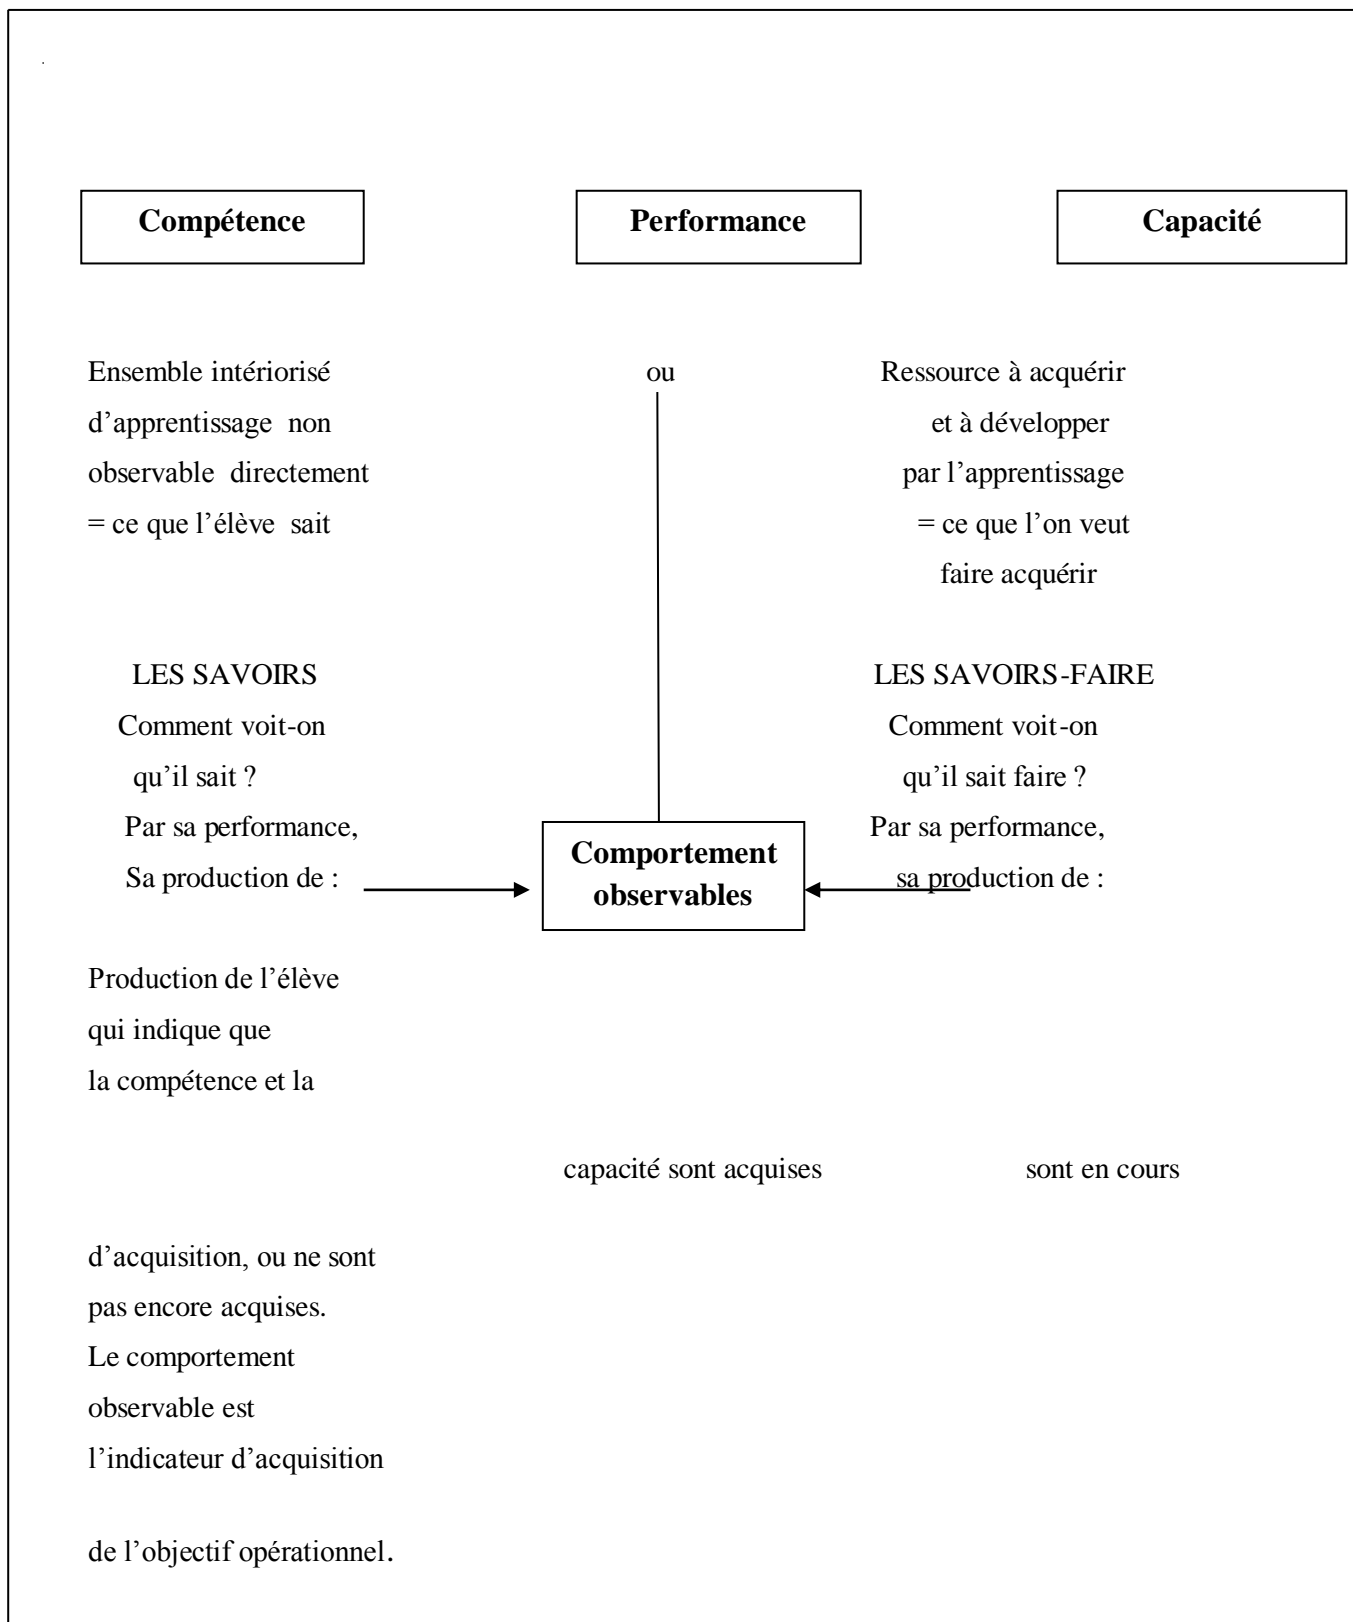 Compétence
Performance
Capacité
Ensemble intériorisé
d’apprentissage non
observable directement
= ce que l’élève sait
ou
Ressource à acquérir
et à développer
par l’apprentissage
= ce que l’on veut
faire acquérir
LES SAVOIRS
Comment voit-on
qu’il sait ?
Par sa performance,
Sa production de :
LES SAVOIRS-FAIRE
Comment voit-on
qu’il sait faire ?
Par sa performance,
sa production de :
Comportement
observables
Production de l’élève
qui indique que
la compétence et la
capacité sont acquises
sont en cours
d’acquisition, ou ne sont
pas encore acquises.
Le comportement
observable est
l’indicateur d’acquisition
de l’objectif opérationnel.